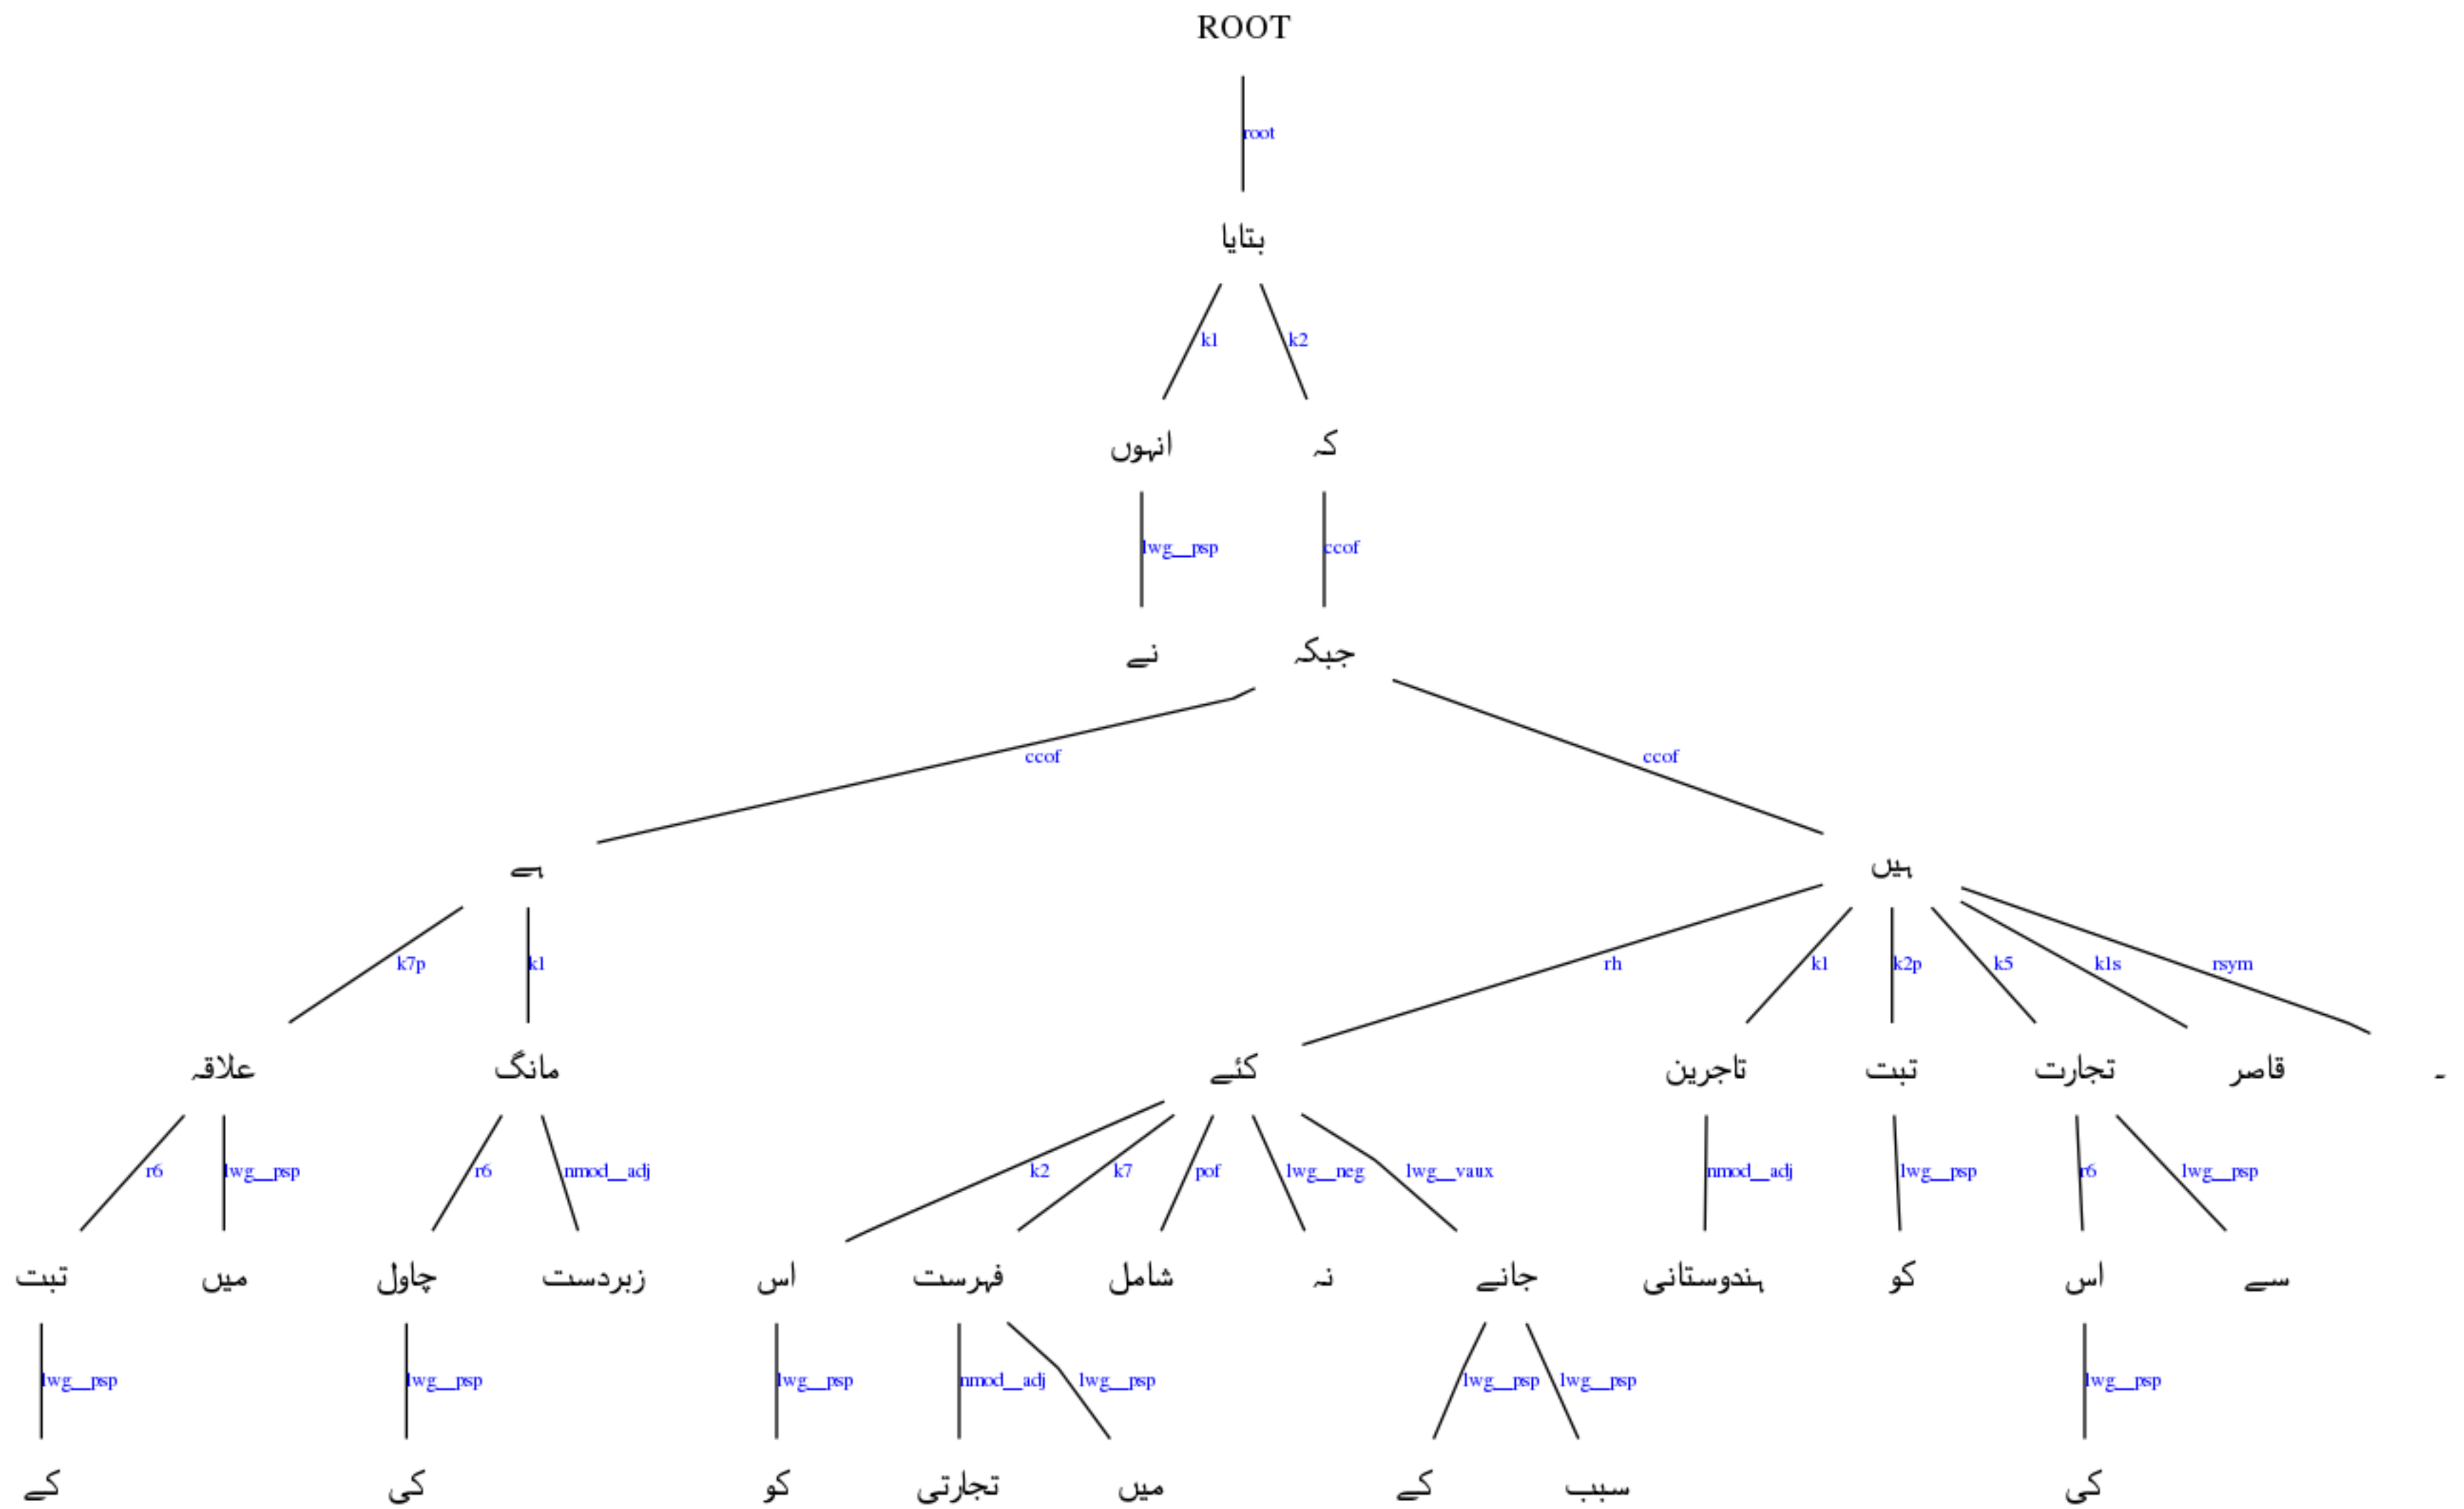 ROOT
root
بتایا
k1 k2
انہوں کہ
lwg__psp ccof
نے جبکہ
ccof ccof
ہے ہیں
k7p k1 rh k1 k2p k5 k1s rsym
علاقہ مانگ کئے تاجرین تبت تجارت قاصر ۔
r6 lwg__psp r6 nmod__adj k2 k7 pof lwg__neg lwg__vaux nmod__adj lwg__psp r6 lwg__psp
تبت میں چاول زبردست اس فہرست شامل نہ جانے ہندوستانی کو اس سے
lwg__psp lwg__psp lwg__psp nmod__adj lwg__psp lwg__psp lwg__psp lwg__psp
کے کی کو تجارتی میں کے سبب کی